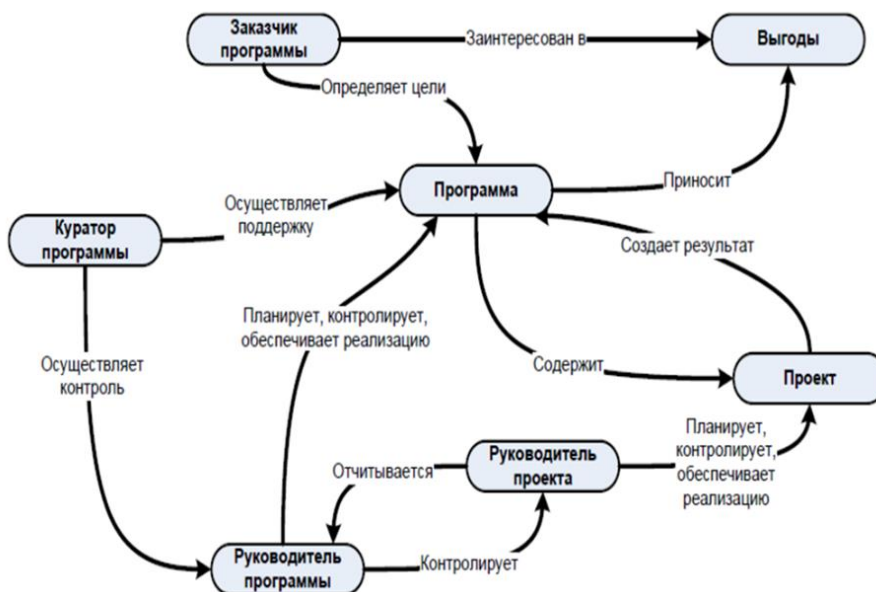 Заказчик
программы
Заинтересован в
Выгоды
Определяет цели
Программа
Приносит
Осуществляет
поддержку
Куратор
программы
Создает результат
Планирует, контролирует,
обеспечивает реализацию
Осуществляет
контроль
Содержит
Проект
Планирует,
контролирует,
обеспечивает
реализацию
Руководитель
проекта
Отчитывается
Руководитель
программы
Контролирует